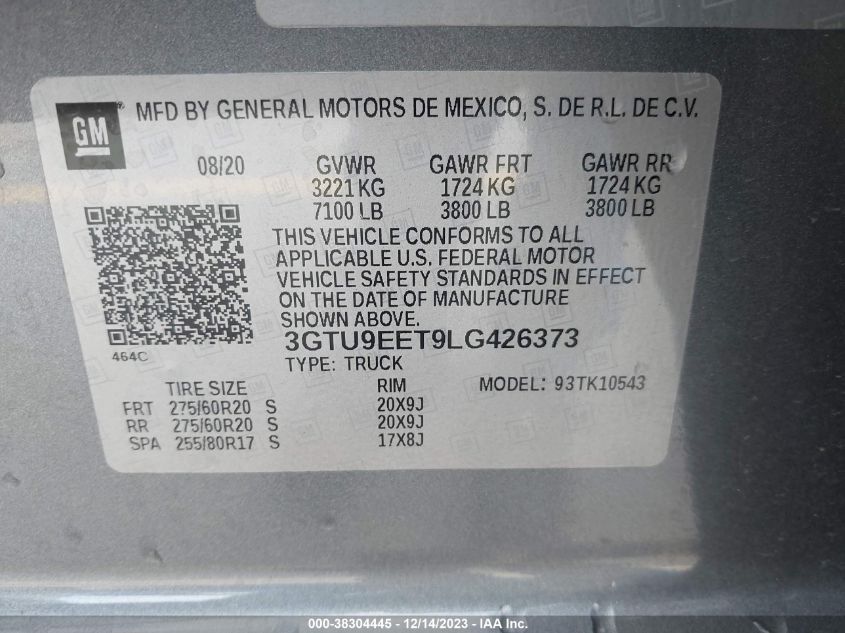 GM ® MFD BY GENERAL MOTORS DE MEXICO, S. DE R.L. DE C.V.
08/20 GVWR GAWR FRT GAWR RR
3221 KG 1724 KG 1724 KG
7100 LB 3800 LB 3800 LB
THIS VEHICLE CONFORMS TO ALL
APPLICABLE U.S. FEDERAL MOTOR
VEHICLE SAFETY STANDARDS IN EFFECT
ON THE DATE OF MANUFACTURE
SHOWN ABOVE.
3GTU9EET9LG426373
464C
TYPE: TRUCK
TIRE SIZE RIM MODEL: 93TK10543
FRT 275/60R20 S 20X9J
RR 275/60R20 S 20X9J
SPA 255/80R17 S 17X8J
000-38304445 - 12/14/2023 - IAA Inc.